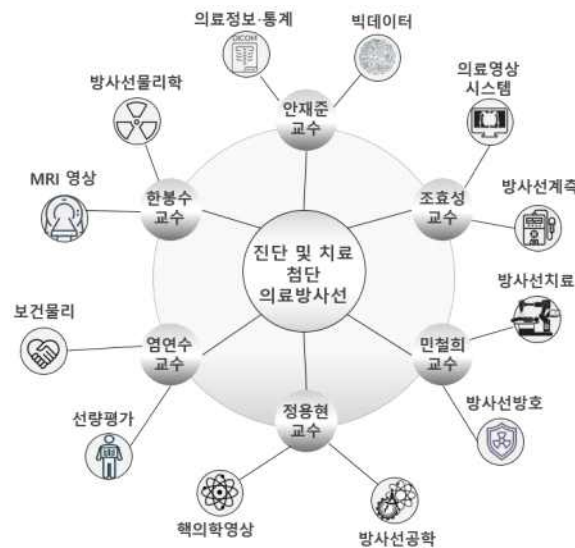 의료정보·통계
빅데이터
DICOM
의료영상
시스템
방사선물리학
안재준
교수
MRI 영상
한봉수
교수
조효성
교수
방사선계측
진단 및 치료
첨단
의료방사선
방사선치료
보건물리
염연수
교수
민철희
교수
선량평가
정용현
교수
방사선방호
핵의학영상
방사선공학